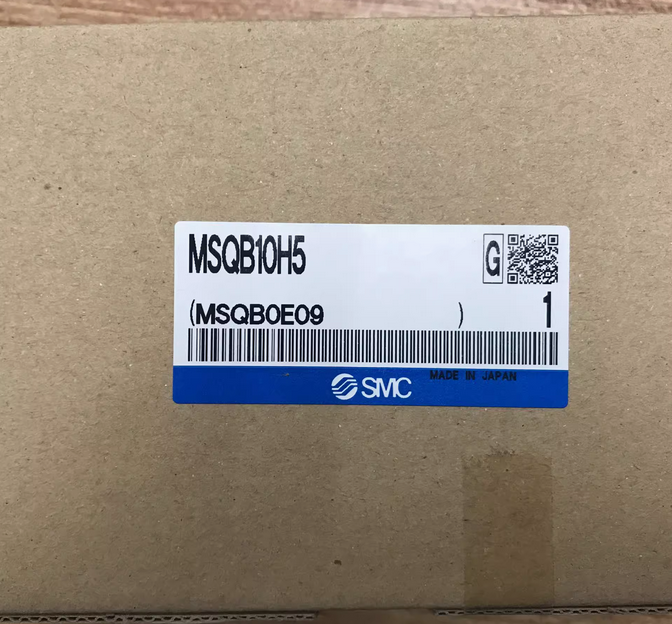 MSQB10H5
G
(MSQB0E09 )
1
MADE IN JAPAN
SMC